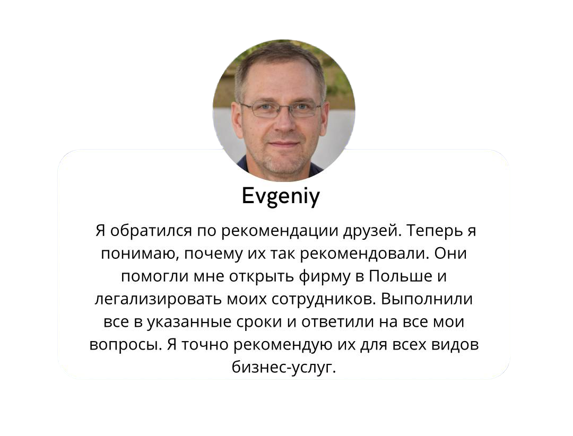 Evgeniy
Я обратился по рекомендации друзей. Теперь я
понимаю, почему их так рекомендовали. Они
помогли мне открыть фирму в Польше и
легализировать моих сотрудников. Выполнили
все в указанные сроки и ответили на все мои
вопросы. Я точно рекомендую их для всех видов
бизнес-услуг.